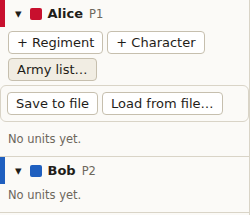 ▾ Alice P1
+ Regiment + Character
Army list…
Save to file Load from file…
No units yet.
▾ Bob P2
No units yet.